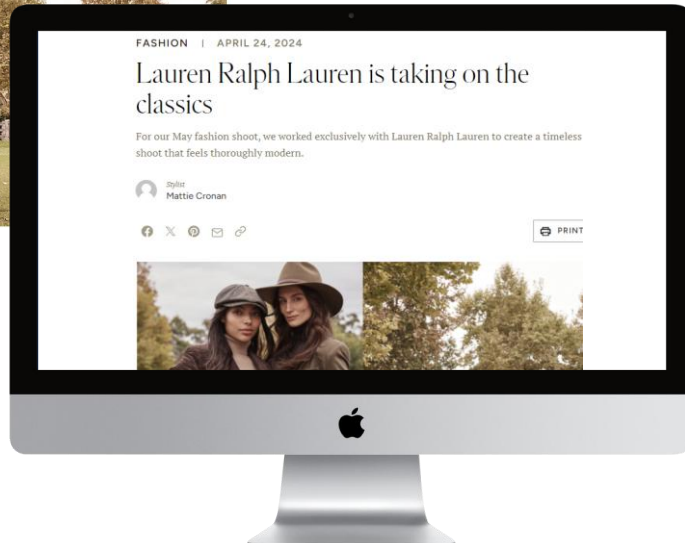 FASHION | APRIL 24, 2024
Lauren Ralph Lauren is taking on the
classics
For our May fashion shoot, we worked exclusively with Lauren Ralph Lauren to create a timeless
shoot that feels thoroughly modern.
Stylist
Mattie Cronan
PRINT